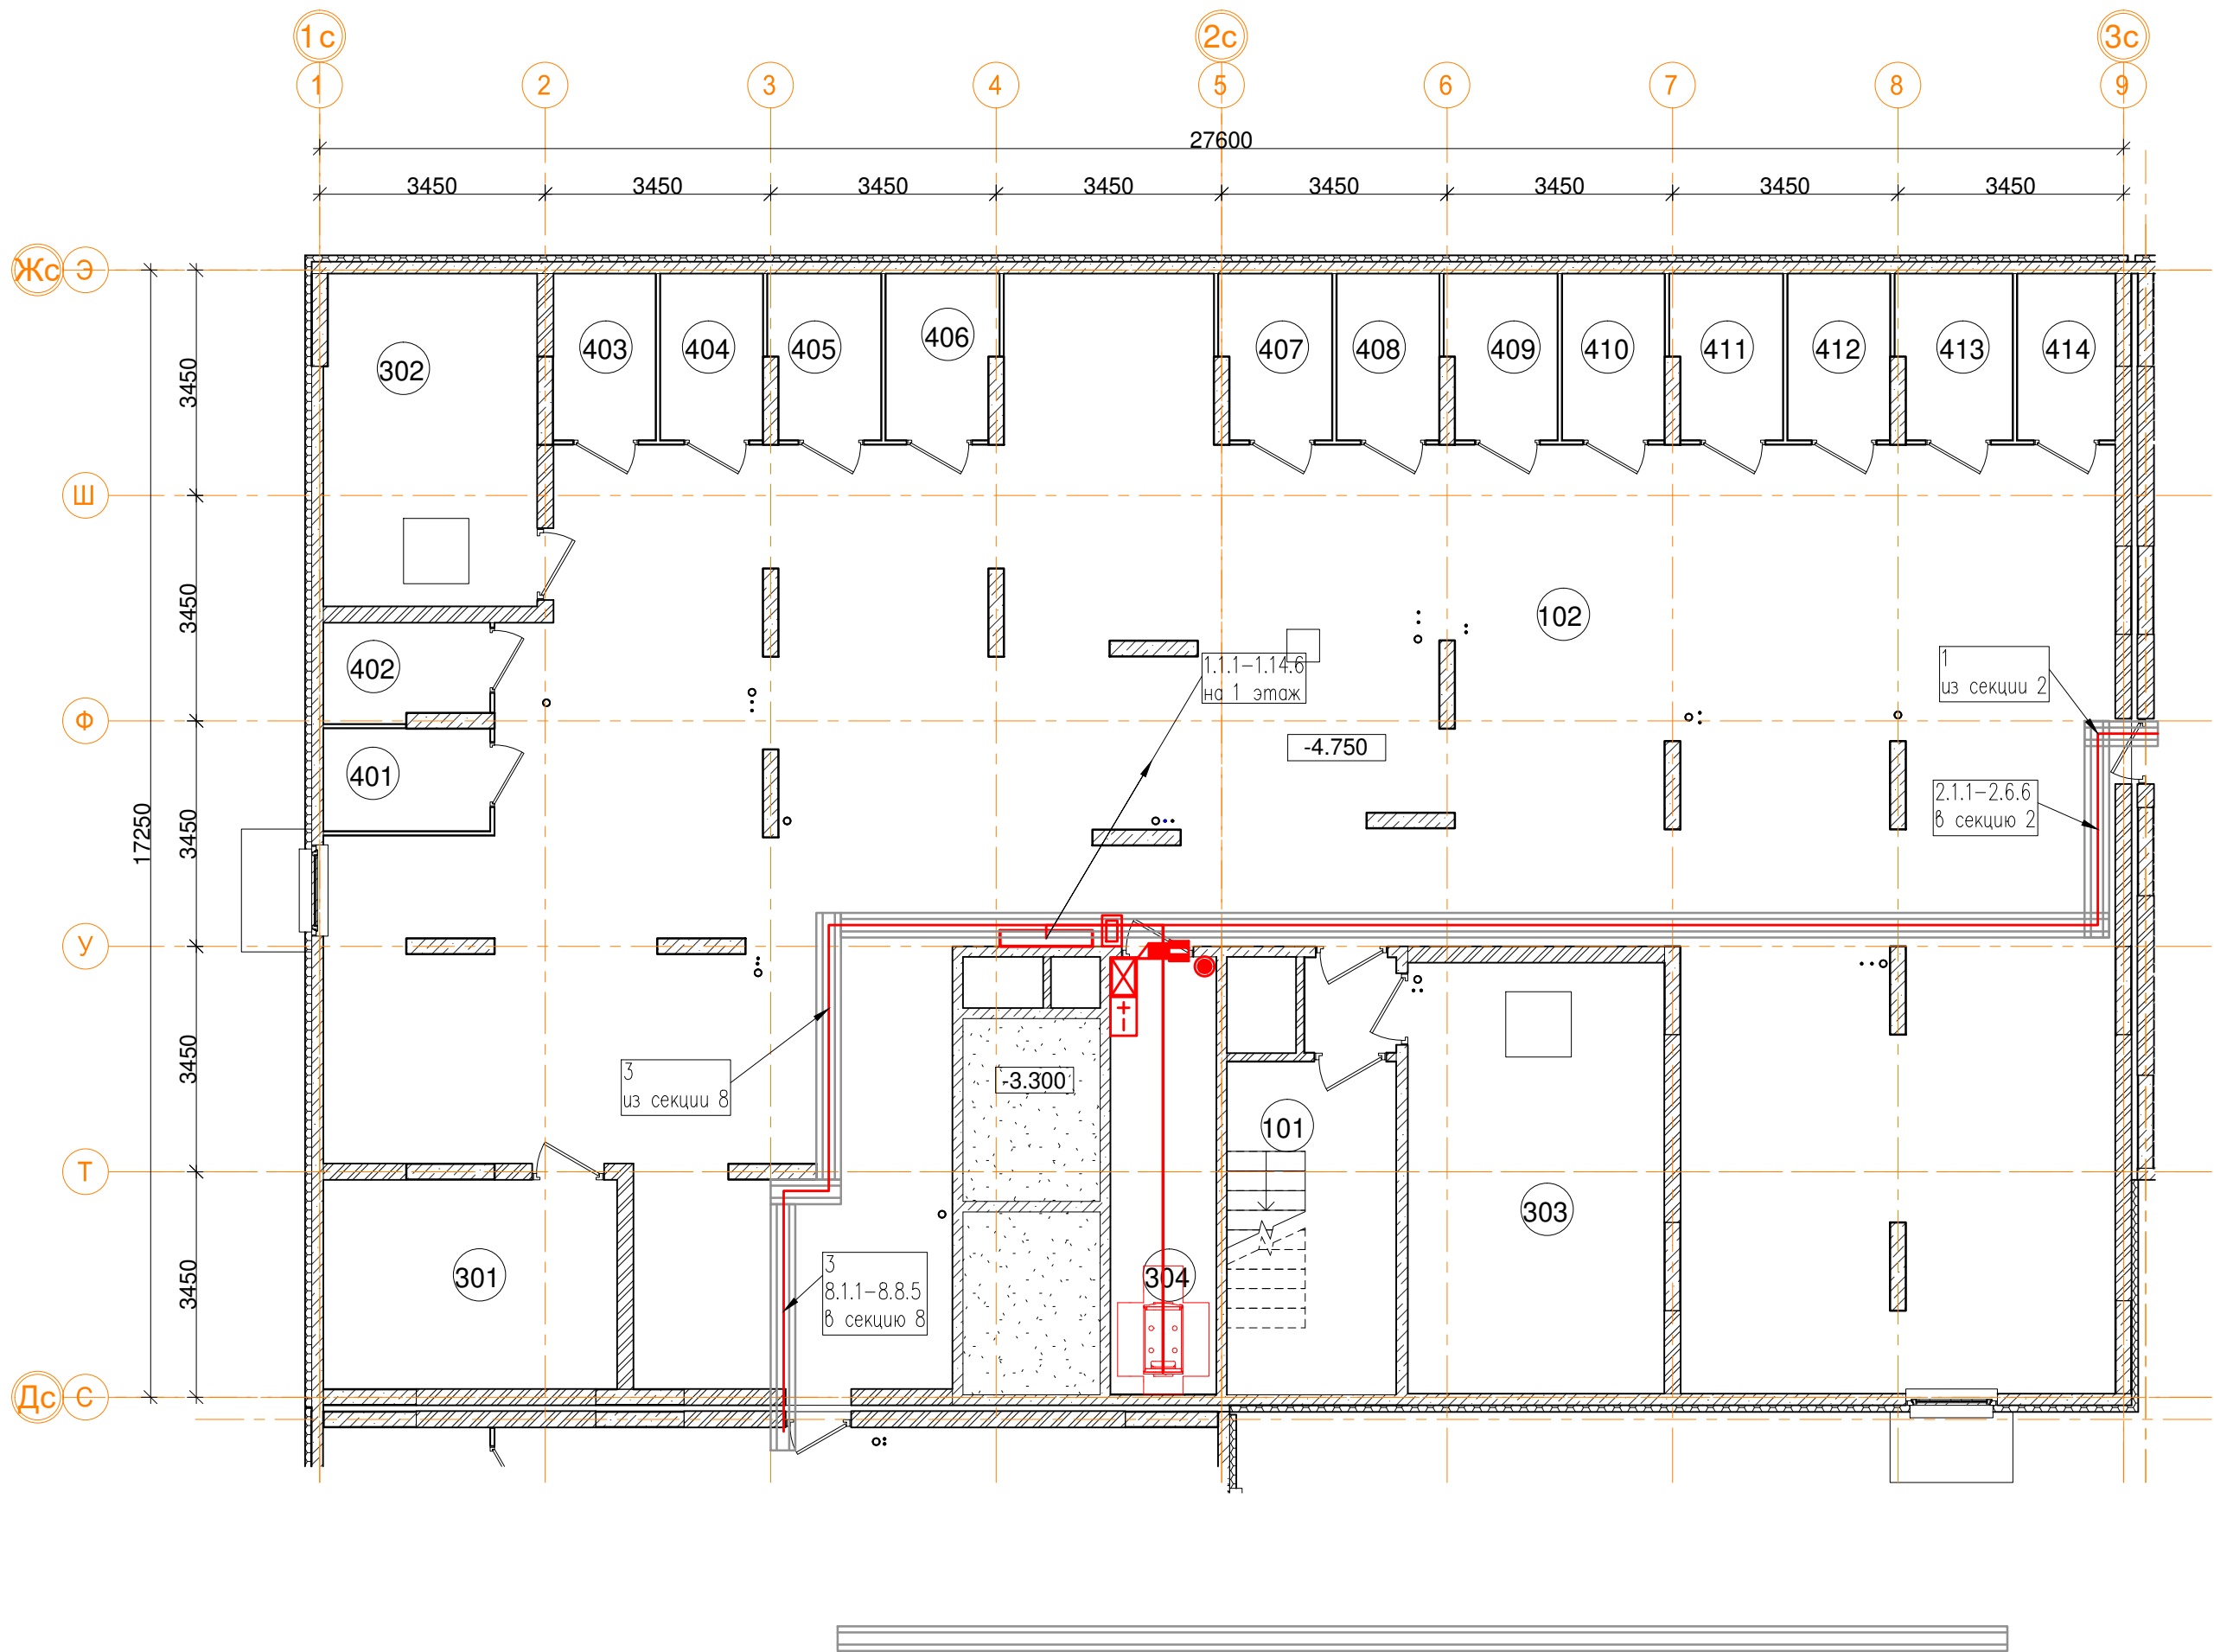 1с 2с 3с
1 2 3 4 5 6 7 8 9
27600
3450 3450 3450 3450 3450 3450 3450 3450
Жс Э
403 404 405 406 407 408 409 410 411 412 413 414
302
3450
Ш
3450
102
402
1.1.1-1.14.6
на 1 этаж
1
из секции 2
Ф
-4.750
401
2.1.1-2.6.6
в секцию 2
17250
3450
У
3450
3
из секции 8
-3.300
101
Т
303
301
304
3
8.1.1-8.8.5
в секцию 8
3450
Дс С